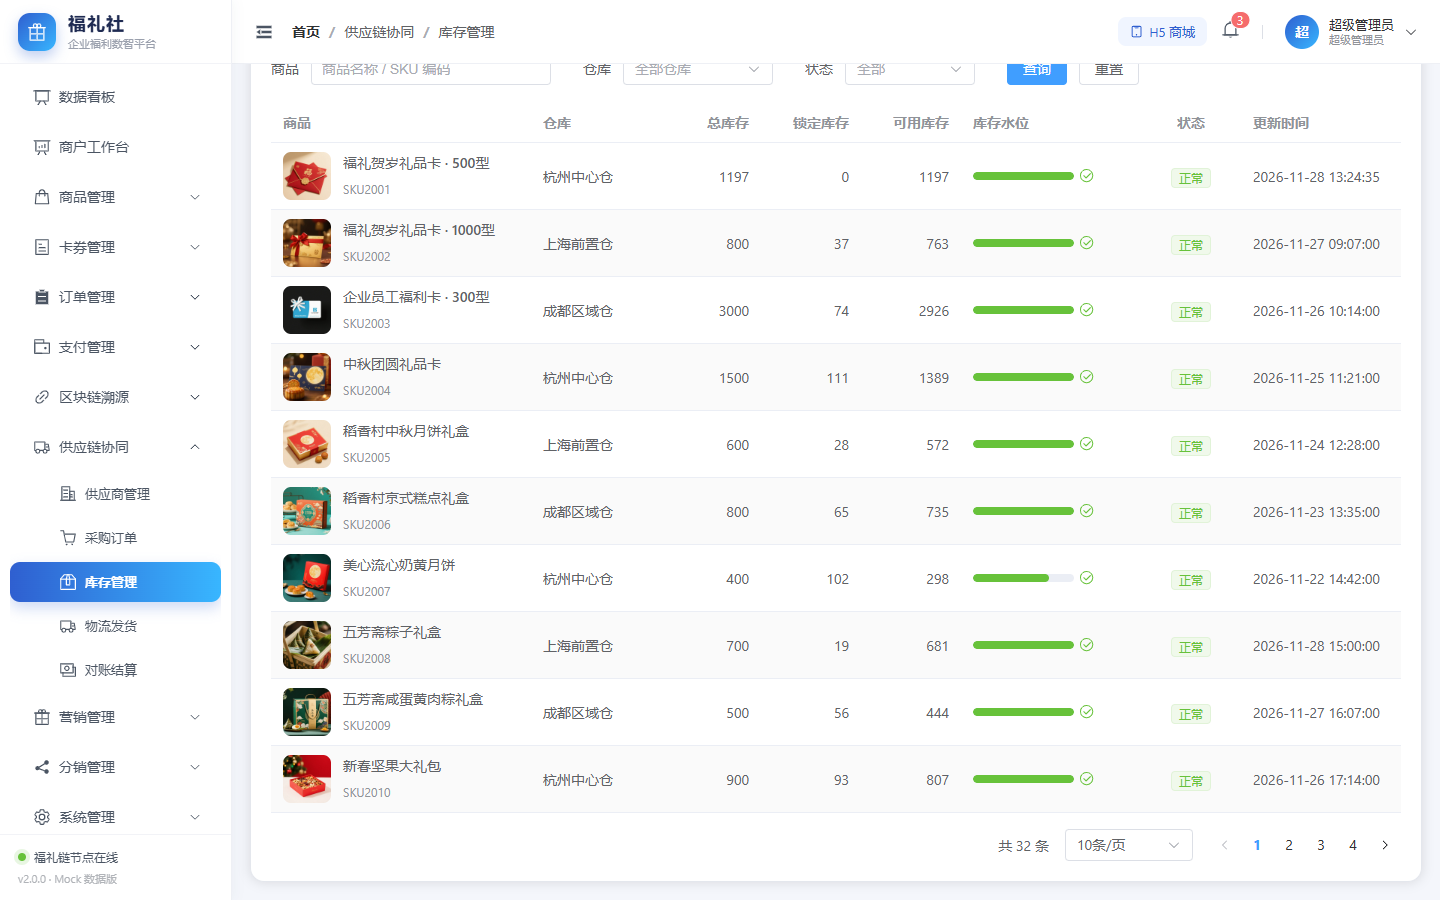 福礼社
企业福利数智平台
首页 / 供应链协同 / 库存管理
H5 商城
3
超
超级管理员
超级管理员
数据看板
商户工作台
商品管理
卡券管理
订单管理
支付管理
区块链溯源
供应链协同
供应商管理
采购订单
库存管理
物流发货
对账结算
营销管理
分销管理
系统管理
福礼链节点在线
v2.0.0 · Mock 数据版
商品 商品名称 / SKU 编码 仓库 全部仓库 状态 全部 查询 重置
商品 仓库 总库存 锁定库存 可用库存 库存水位 状态 更新时间
福礼贺岁礼品卡 · 500型
SKU2001
杭州中心仓 1197 0 1197 正常 2026-11-28 13:24:35
福礼贺岁礼品卡 · 1000型
SKU2002
上海前置仓 800 37 763 正常 2026-11-27 09:07:00
企业员工福利卡 · 300型
SKU2003
成都区域仓 3000 74 2926 正常 2026-11-26 10:14:00
中秋团圆礼品卡
SKU2004
杭州中心仓 1500 111 1389 正常 2026-11-25 11:21:00
稻香村中秋月饼礼盒
SKU2005
上海前置仓 600 28 572 正常 2026-11-24 12:28:00
稻香村京式糕点礼盒
SKU2006
成都区域仓 800 65 735 正常 2026-11-23 13:35:00
美心流心奶黄月饼
SKU2007
杭州中心仓 400 102 298 正常 2026-11-22 14:42:00
五芳斋粽子礼盒
SKU2008
上海前置仓 700 19 681 正常 2026-11-28 15:00:00
五芳斋咸蛋黄肉粽礼盒
SKU2009
成都区域仓 500 56 444 正常 2026-11-27 16:07:00
新春坚果大礼包
SKU2010
杭州中心仓 900 93 807 正常 2026-11-26 17:14:00
共 32 条 10条/页 1 2 3 4